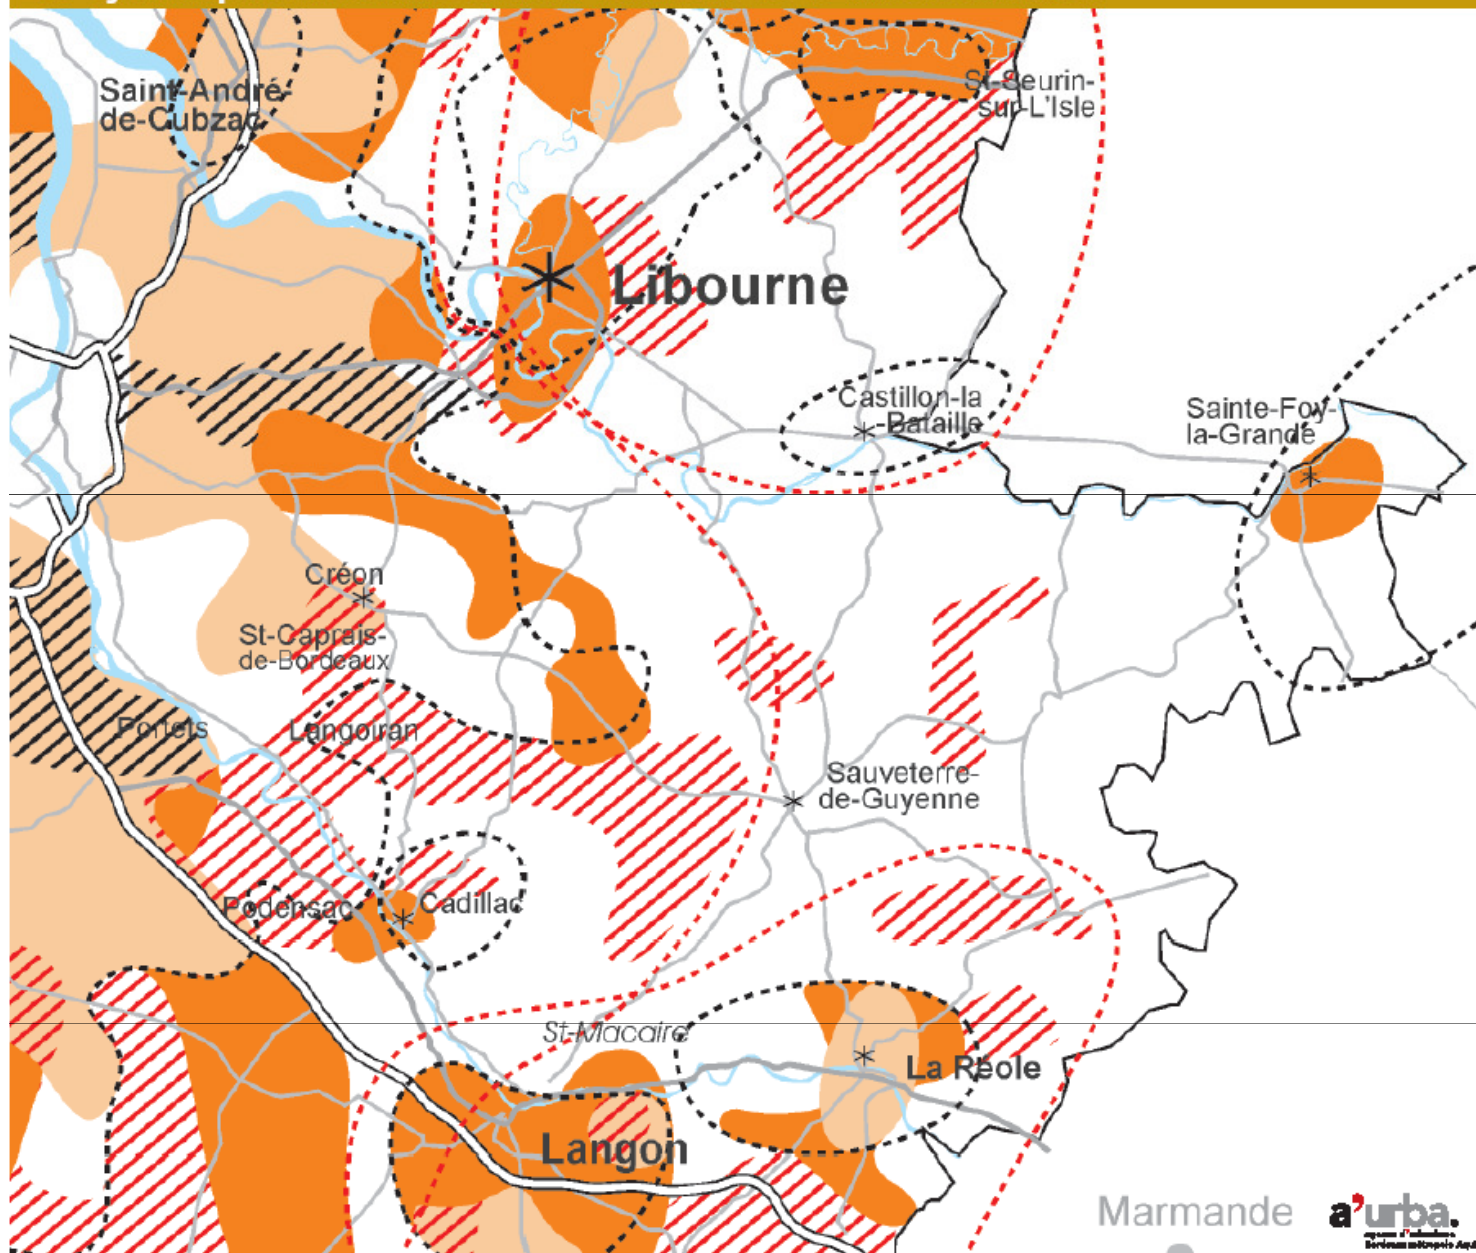 Saint-André-
de-Cubzac
St-Seurin-
sur-L'Isle
Libourne
Castillon-la
-Bataille
Sainte-Foy-
la-Grande
Créon
St-Caprais-
de-Bordeaux
Portets
Langoiran
Sauveterre-
de-Guyenne
Podensac
Cadillac
St-Macaire
La Réole
Langon
Marmande
a'urba.